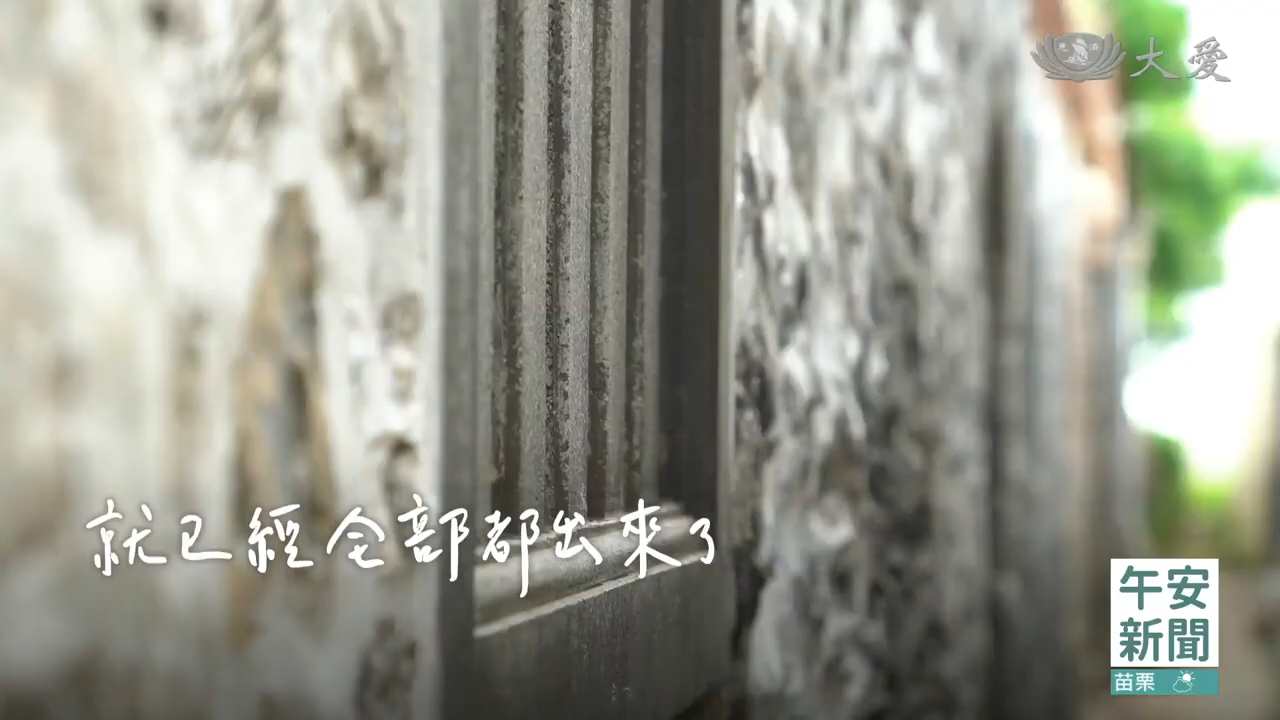 大愛
就已經全部都出來了
午安
新聞
苗栗